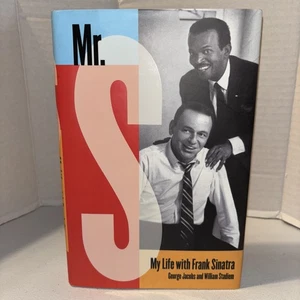 Mr.
S
My Life with Frank Sinatra
George Jacobs and William Stadiem